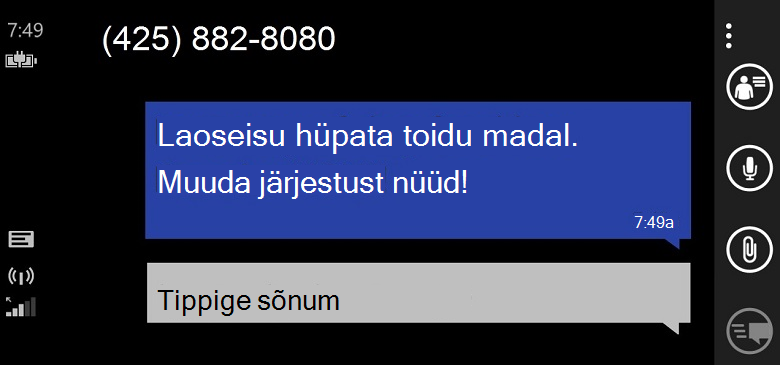 7:49
(425) 882-8080
Laoseisu hüpata toidu madal.
Muuda järjestust nüüd!
7:49a
Tippige sõnum